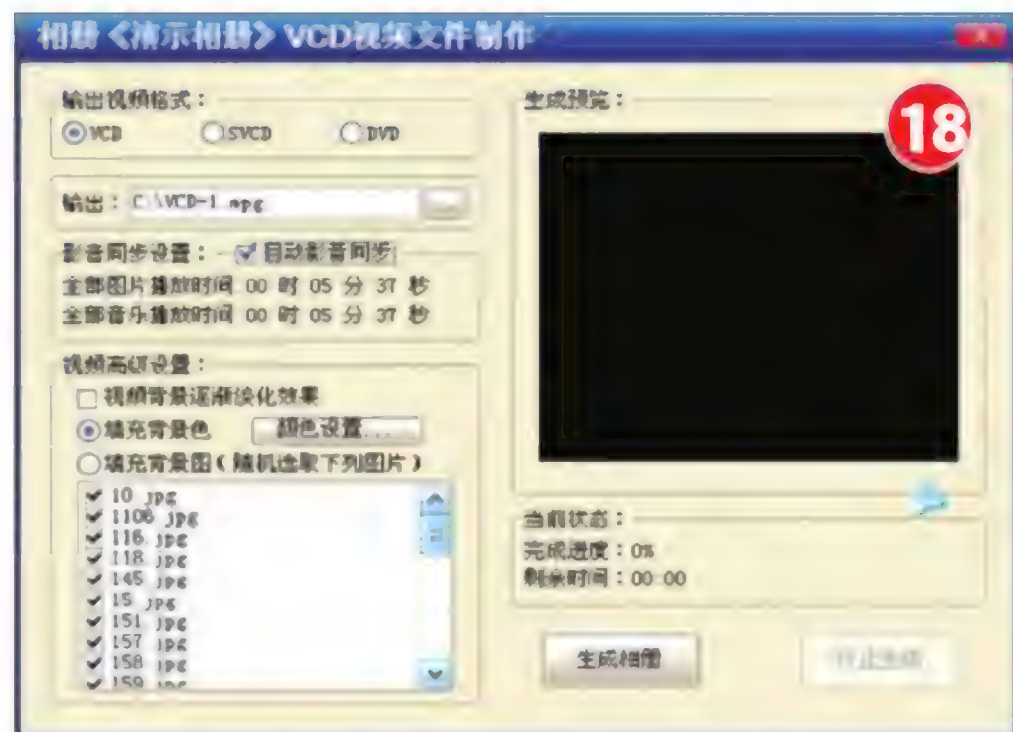 相册《演示相册》VCD视频文件制作
18
输出视频格式：
VCD SVCD DVD
输出：C:\VCD-1.mpg
影音同步设置：自动影音同步
全部图片播放时间 00 时 05 分 37 秒
全部音乐播放时间 00 时 05 分 37 秒
视频高级设置：
视频背景逐渐淡化效果
填充背景色 颜色设置...
填充背景图(随机选取下列图片)
10.jpg
1106.jpg
116.jpg
118.jpg
145.jpg
15.jpg
151.jpg
157.jpg
158.jpg
159.jpg
生成预览：
当前状态：
完成进度：0%
剩余时间：00:00
生成相册
停止生成